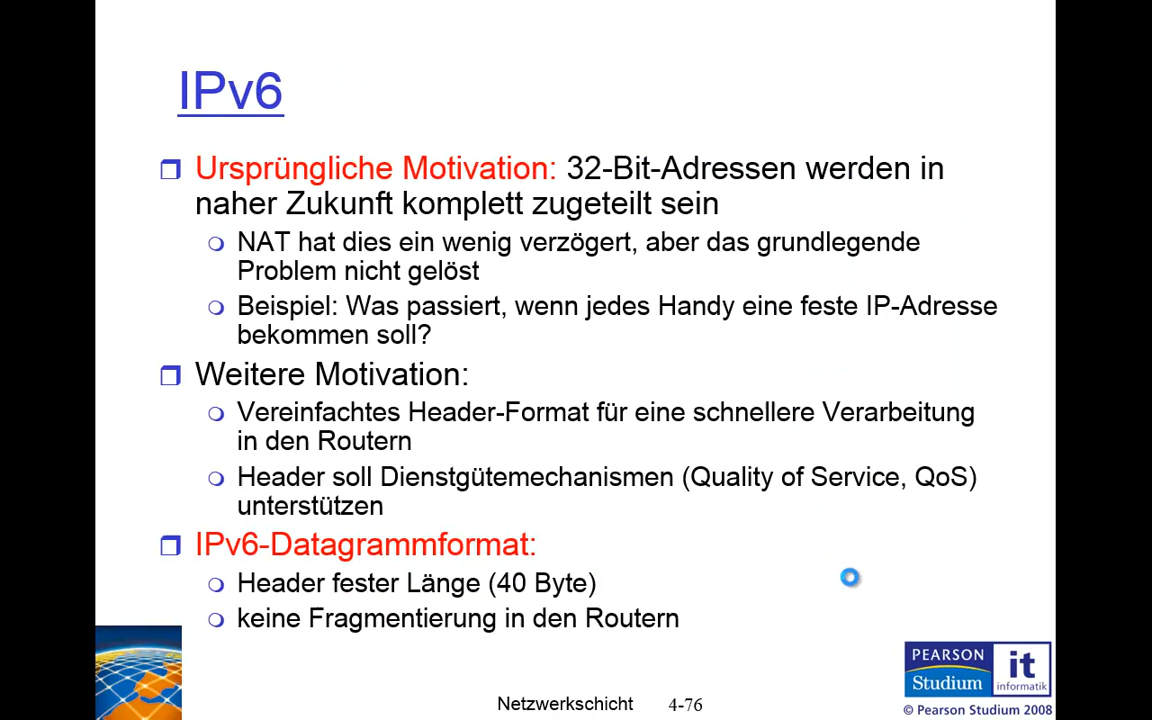 IPv6
Ursprüngliche Motivation: 32-Bit-Adressen werden in
naher Zukunft komplett zugeteilt sein
NAT hat dies ein wenig verzögert, aber das grundlegende
Problem nicht gelöst
Beispiel: Was passiert, wenn jedes Handy eine feste IP-Adresse
bekommen soll?
Weitere Motivation:
Vereinfachtes Header-Format für eine schnellere Verarbeitung
in den Routern
Header soll Dienstgütemechanismen (Quality of Service, QoS)
unterstützen
IPv6-Datagrammformat:
Header fester Länge (40 Byte)
keine Fragmentierung in den Routern
PEARSON
Studium
it
informatik
Netzwerkschicht 4-76
© Pearson Studium 2008